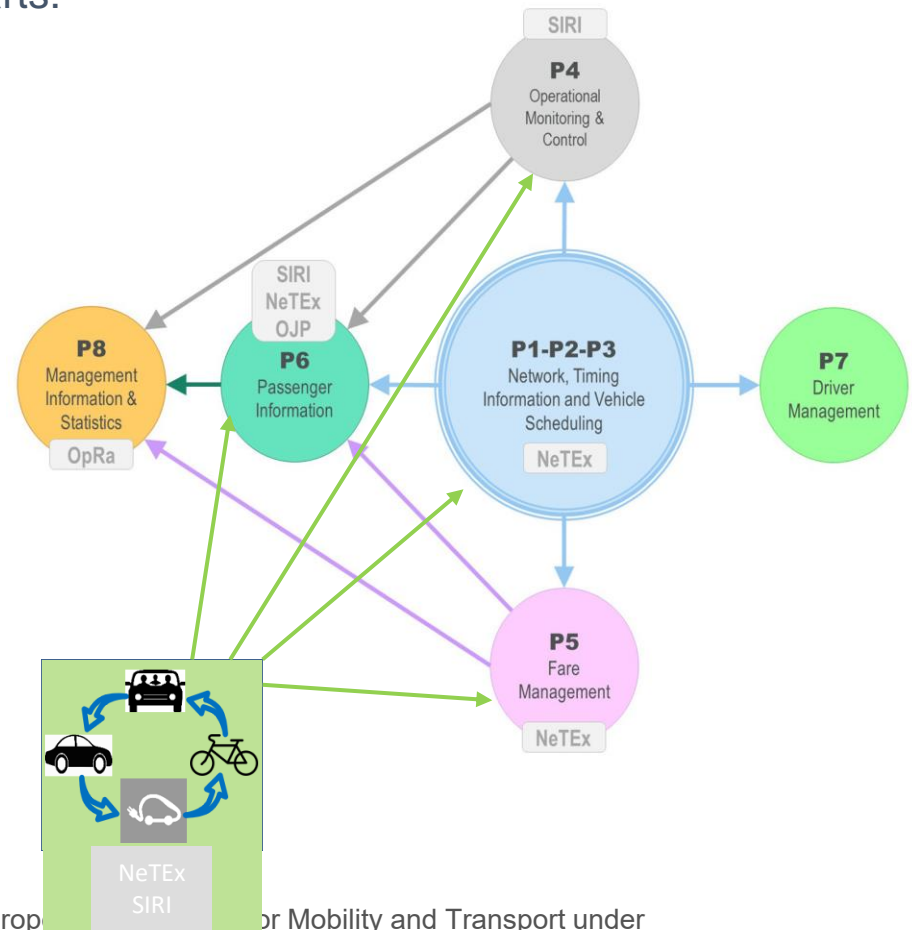 arts.
SIRI
P4
Operational
Monitoring &
Control
SIRI
NeTEx
OJP
P6
Passenger
Information
P8
Management
Information &
Statistics
OpRa
P1-P2-P3
Network, Timing
Information and Vehicle
Scheduling
NeTEx
P7
Driver
Management
P5
Fare
Management
NeTEx
NeTEx
SIRI
or Mobility and Transport under